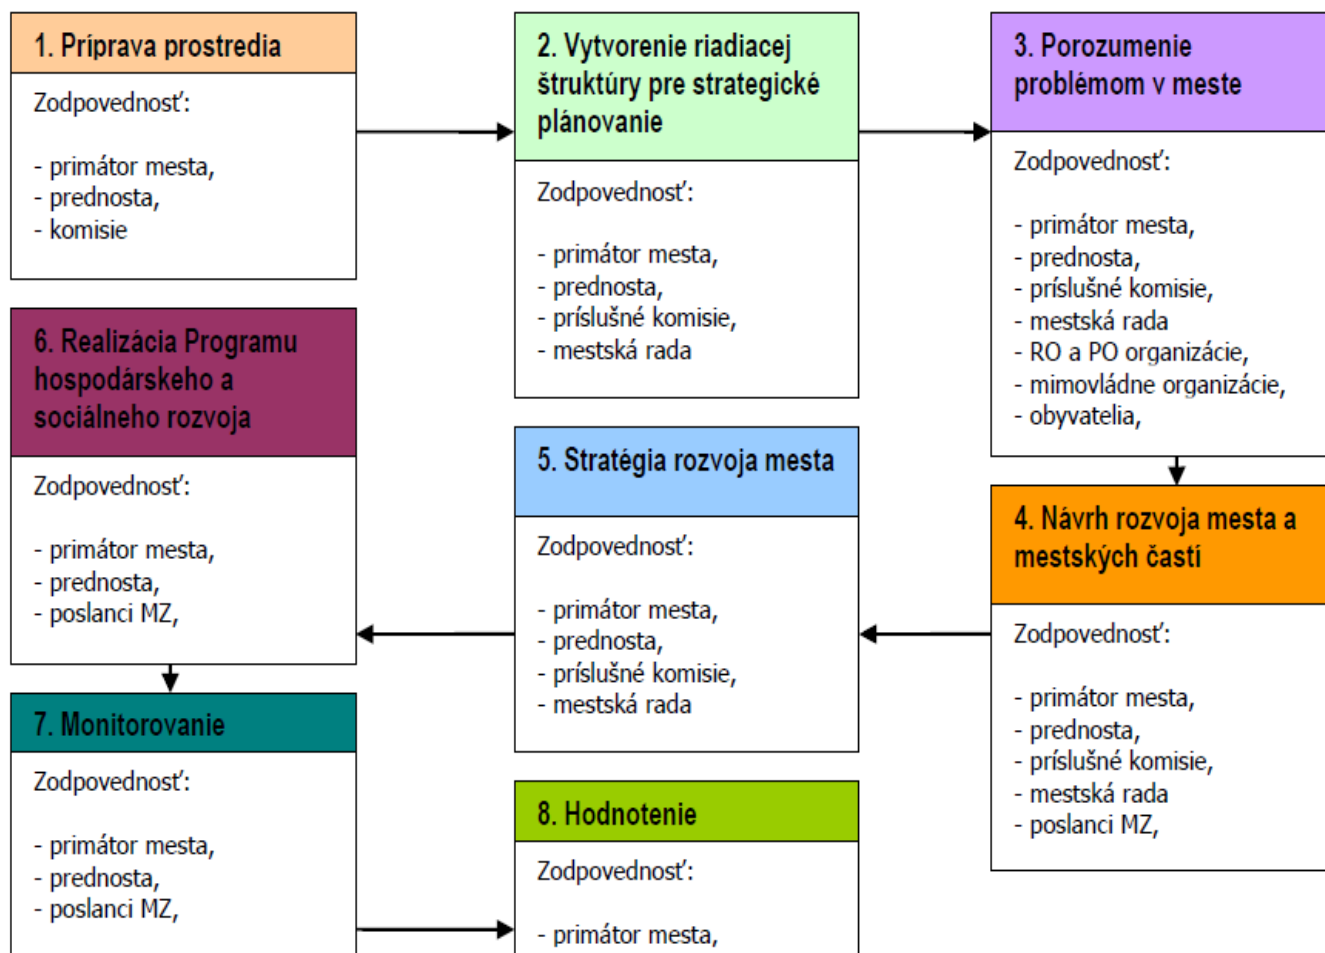 1. Príprava prostredia
Zodpovednosť:
- primátor mesta,
- prednosta,
- komisie
2. Vytvorenie riadiacej
štruktúry pre strategické
plánovanie
Zodpovednosť:
- primátor mesta,
- prednosta,
- príslušné komisie,
- mestská rada
3. Porozumenie
problémom v meste
Zodpovednosť:
- primátor mesta,
- prednosta,
- príslušné komisie,
- mestská rada
- RO a PO organizácie,
- mimovládne organizácie,
- obyvatelia,
4. Návrh rozvoja mesta a
mestských častí
Zodpovednosť:
- primátor mesta,
- prednosta,
- príslušné komisie,
- mestská rada
- poslanci MZ,
5. Stratégia rozvoja mesta
Zodpovednosť:
- primátor mesta,
- prednosta,
- príslušné komisie,
- mestská rada
6. Realizácia Programu
hospodárskeho a
sociálneho rozvoja
Zodpovednosť:
- primátor mesta,
- prednosta,
- poslanci MZ,
7. Monitorovanie
Zodpovednosť:
- primátor mesta,
- prednosta,
- poslanci MZ,
8. Hodnotenie
Zodpovednosť:
- primátor mesta,